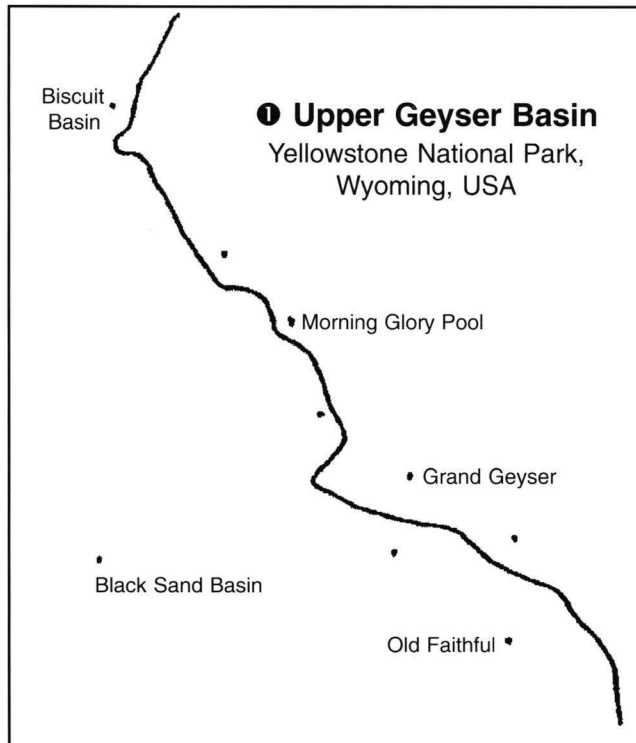 Biscuit
Basin
❶ Upper Geyser Basin
Yellowstone National Park,
Wyoming, USA
Morning Glory Pool
Grand Geyser
Black Sand Basin
Old Faithful